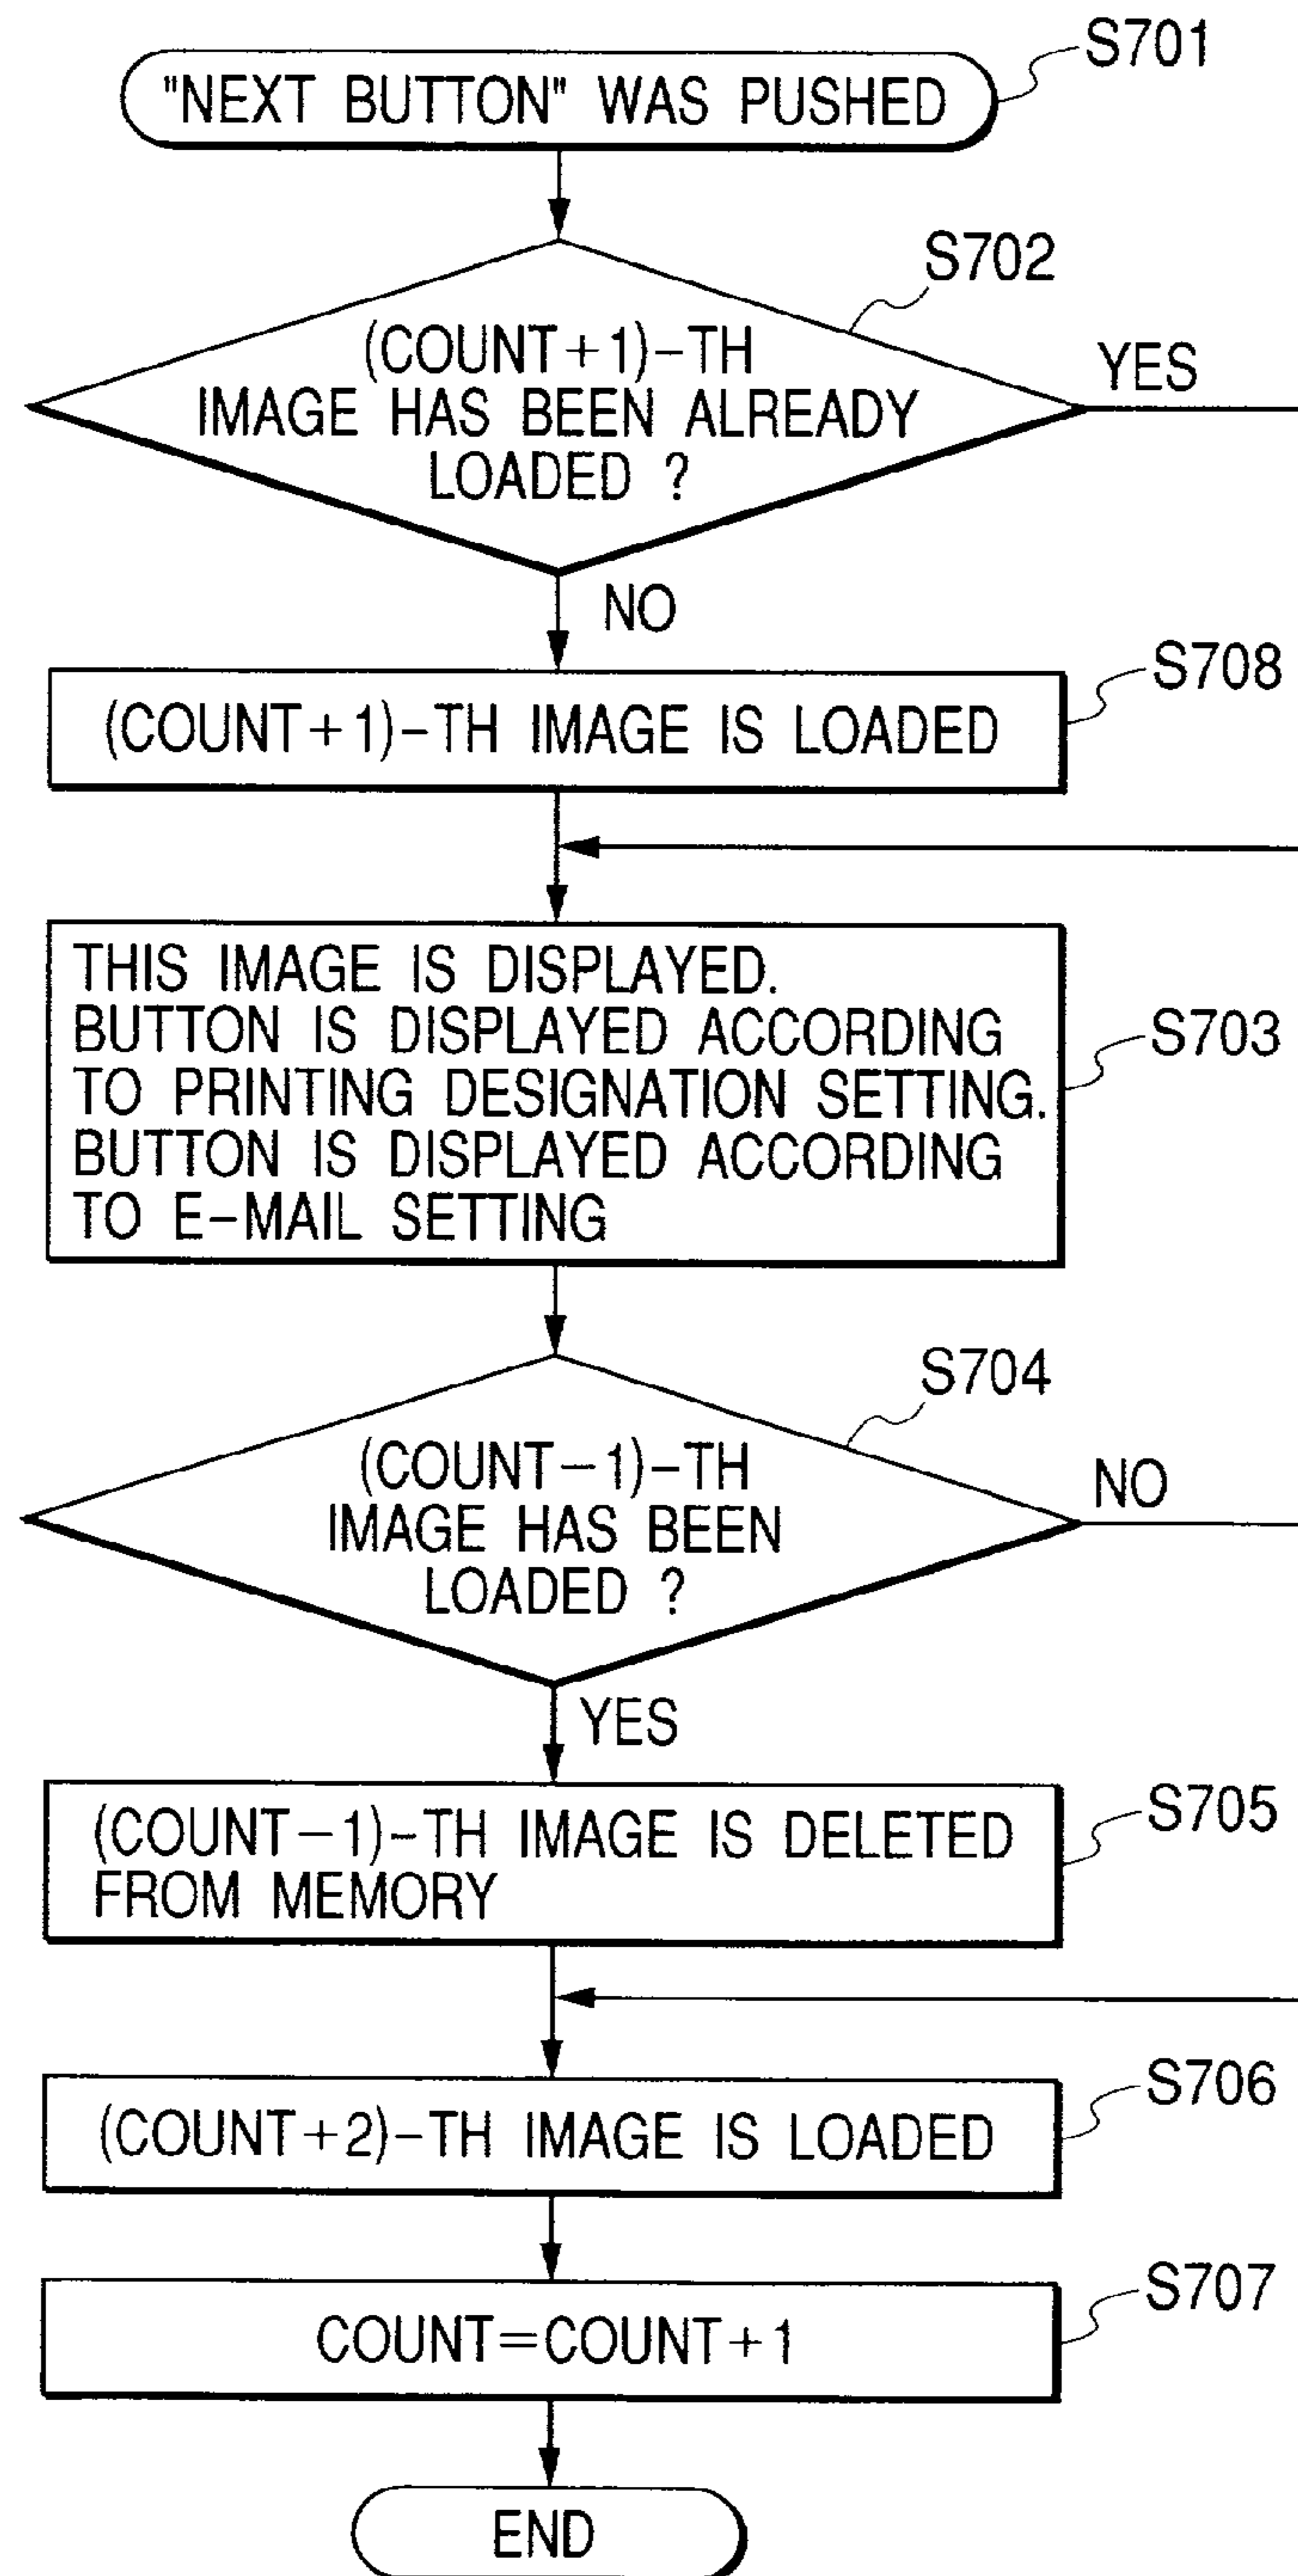 S701
"NEXT BUTTON" WAS PUSHED
S702
(COUNT+1)-TH
IMAGE HAS BEEN ALREADY
LOADED ?
YES
NO
S708
(COUNT+1)-TH IMAGE IS LOADED
THIS IMAGE IS DISPLAYED.
BUTTON IS DISPLAYED ACCORDING
TO PRINTING DESIGNATION SETTING.
BUTTON IS DISPLAYED ACCORDING
TO E-MAIL SETTING
S703
S704
(COUNT-1)-TH
IMAGE HAS BEEN
LOADED ?
NO
YES
S705
(COUNT-1)-TH IMAGE IS DELETED
FROM MEMORY
S706
(COUNT+2)-TH IMAGE IS LOADED
S707
COUNT=COUNT+1
END